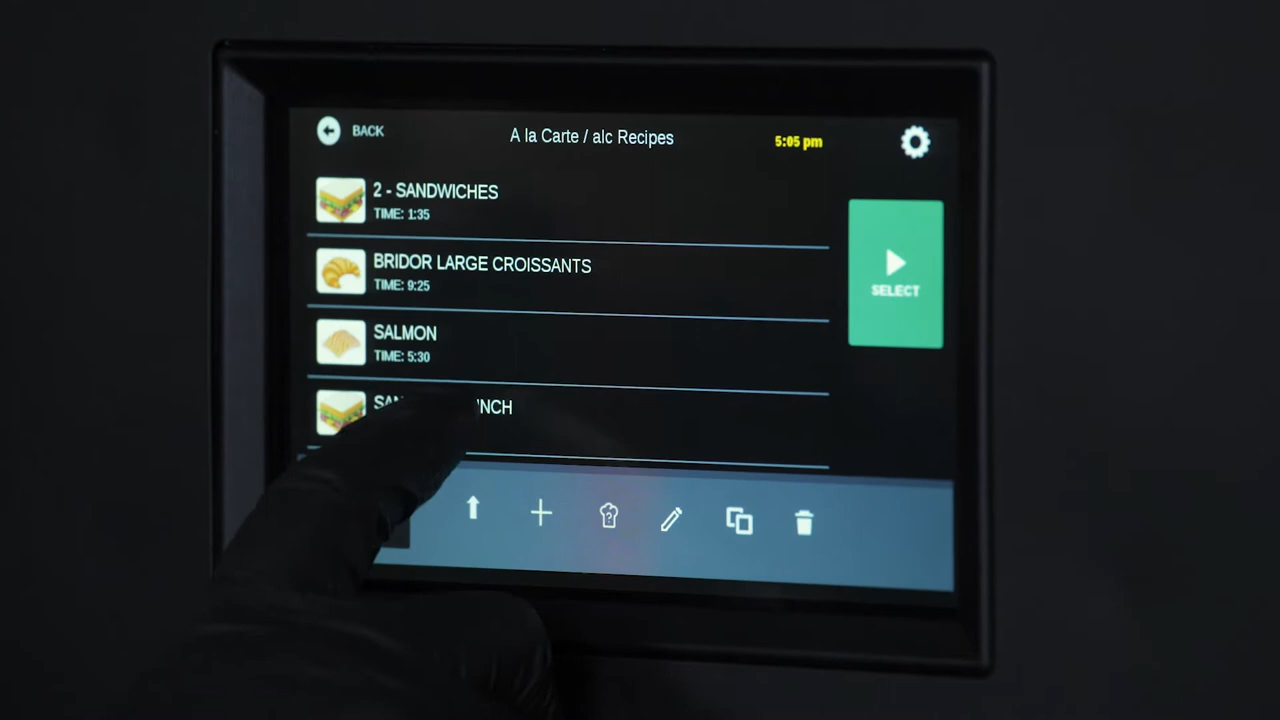 BACK
A la Carte / alc Recipes
5:05 pm
2 - SANDWICHES
TIME: 1:35
BRIDOR LARGE CROISSANTS
TIME: 9:25
SELECT
SALMON
TIME: 5:30